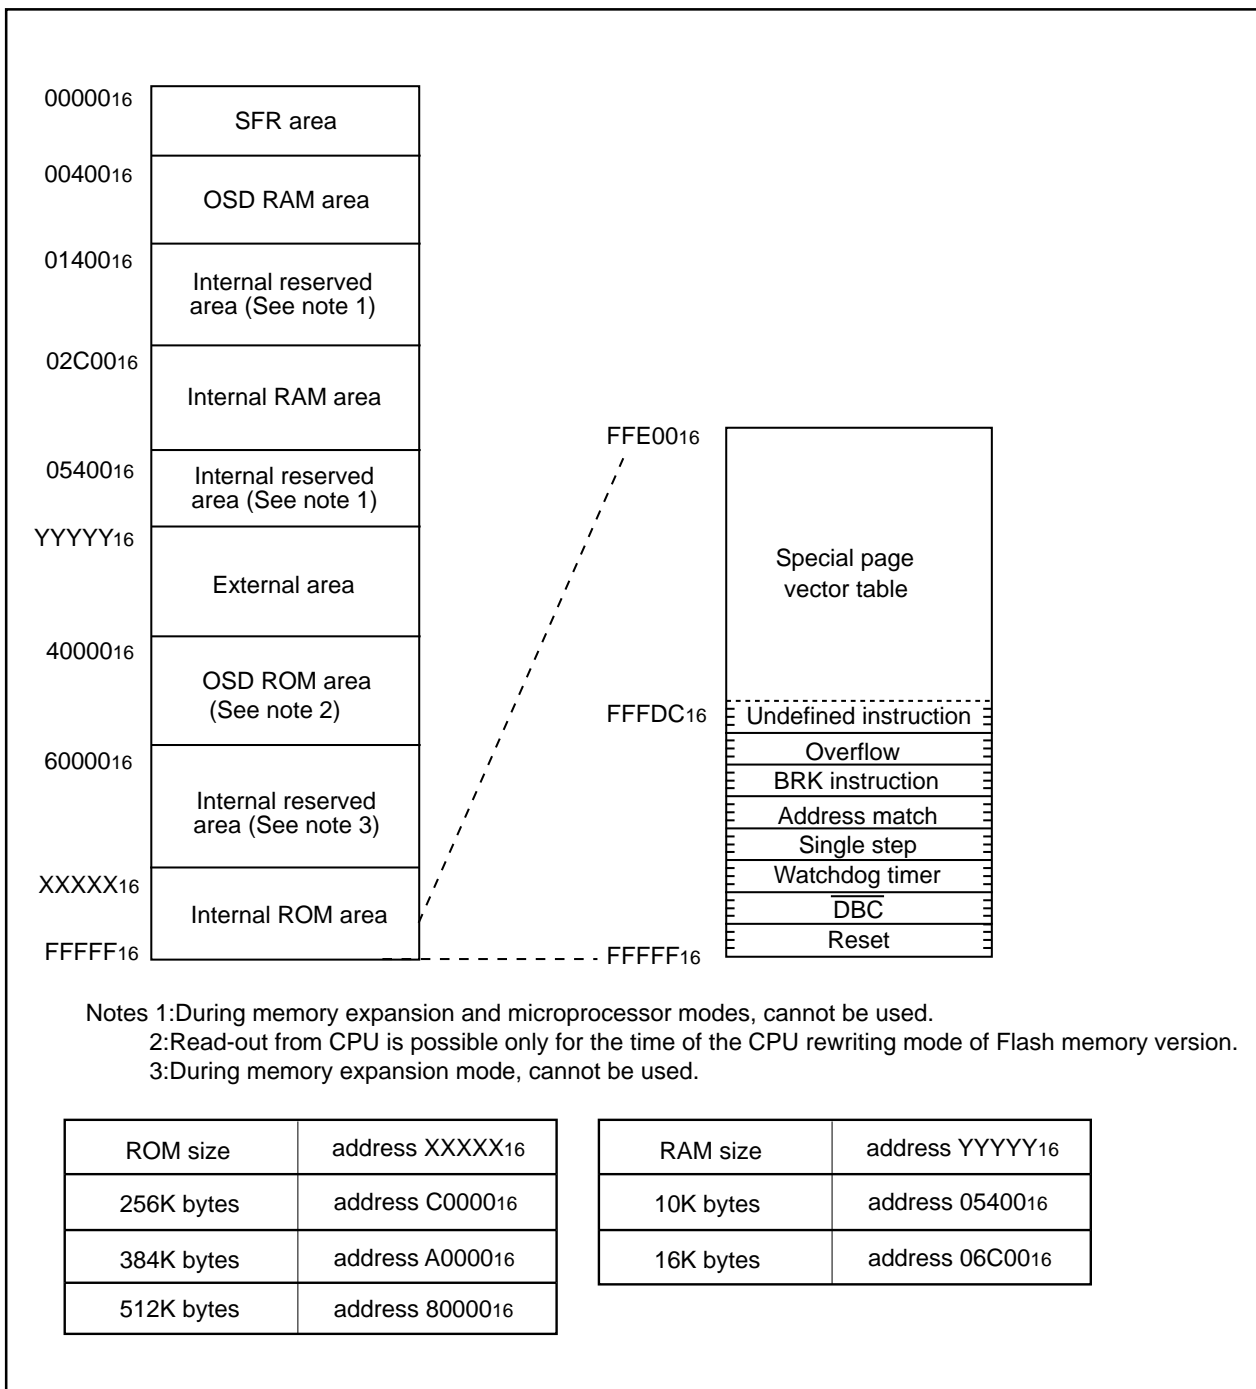 0000016
SFR area
0040016
OSD RAM area
0140016
Internal reserved
area (See note 1)
02C0016
Internal RAM area
0540016
Internal reserved
area (See note 1)
YYYYY16
External area
4000016
OSD ROM area
(See note 2)
6000016
Internal reserved
area (See note 3)
XXXXX16
Internal ROM area
FFFFF16
FFE0016
Special page
vector table
FFFDC16
Undefined instruction
Overflow
BRK instruction
Address match
Single step
Watchdog timer
DBC
Reset
FFFFF16
Notes 1:During memory expansion and microprocessor modes, cannot be used.
2:Read-out from CPU is possible only for the time of the CPU rewriting mode of Flash memory version.
3:During memory expansion mode, cannot be used.
ROM size address XXXXX16
256K bytes address C000016
384K bytes address A000016
512K bytes address 8000016
RAM size address YYYYY16
10K bytes address 0540016
16K bytes address 06C0016